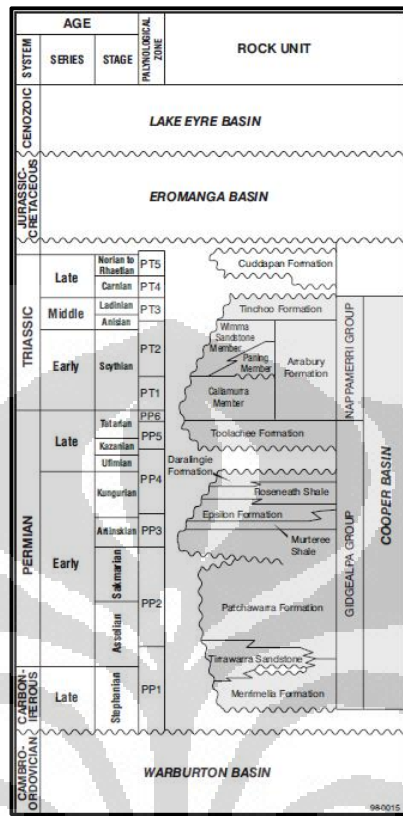 AGE
SYSTEM
SERIES
STAGE
PALYNOLOGICAL
ZONE
ROCK UNIT
CENOZOIC
LAKE EYRE BASIN
JURASSIC-
CRETACEOUS
EROMANGA BASIN
TRIASSIC
Late
Norian to
Rhaetian
PT5
Cuddapan Formation
Carnian
PT4
Middle
Ladinian
PT3
Tinchoo Formation
Anisian
Early
Scythian
PT2
Wimma
Sandstone
Member
Paning
Member
Arrabury
Formation
PT1
Callamurra
Member
NAPPAMERRI GROUP
PERMIAN
Late
Tatarian
PP6
PP5
Toolachee Formation
Kazanian
Ufimian
Daralingie
Formation
PP4
Early
Kungurian
Roseneath Shale
Epsilon Formation
Artinskian
PP3
Murteree
Shale
Sakmarian
PP2
Patchawarra Formation
Asselian
Tirrawarra Sandstone
GIDGEALPA GROUP
COOPER BASIN
CARBON-
IFEROUS
Late
Stephanian
PP1
Merrimelia Formation
CAMBRO-
ORDOVICIAN
WARBURTON BASIN
980015